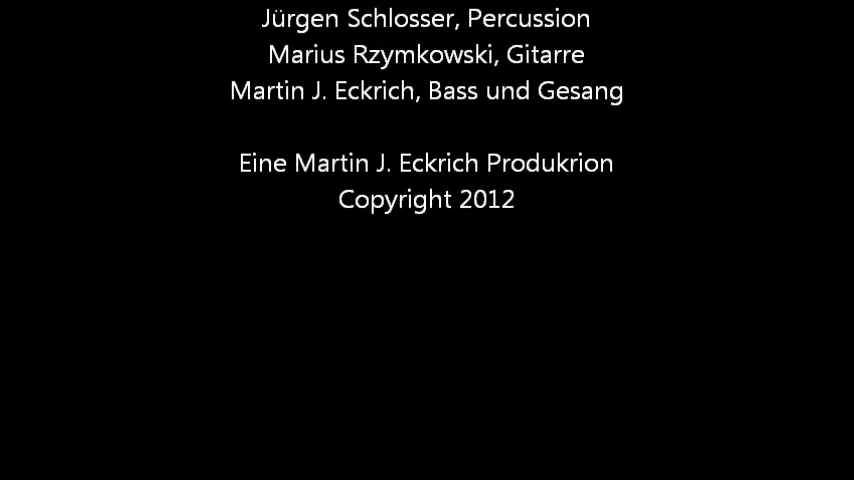 Jürgen Schlosser, Percussion
Marius Rzymkowski, Gitarre
Martin J. Eckrich, Bass und Gesang
Eine Martin J. Eckrich Produkrion
Copyright 2012